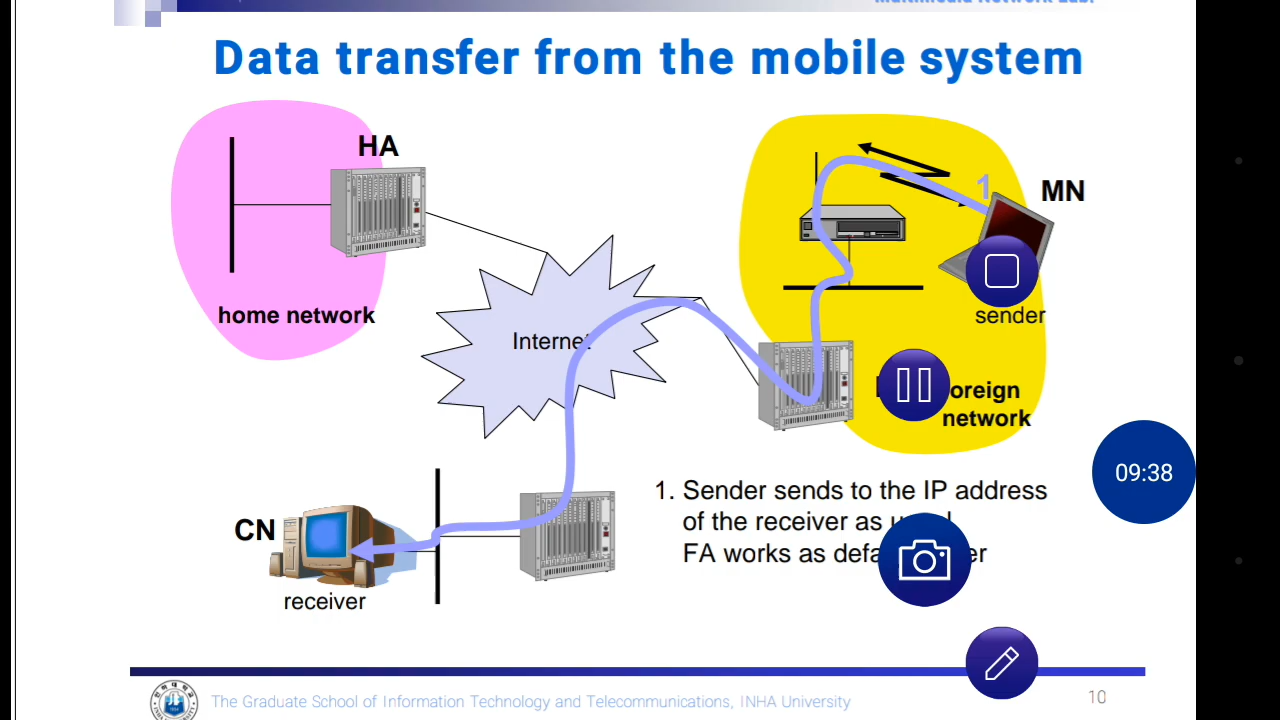 Data transfer from the mobile system
HA
MN
home network
Internet
sender
oreign
network
09:38
CN
receiver
1. Sender sends to the IP address
of the receiver as
FA works as
The Graduate School of Information Technology and Telecommunications, INHA University
10
1